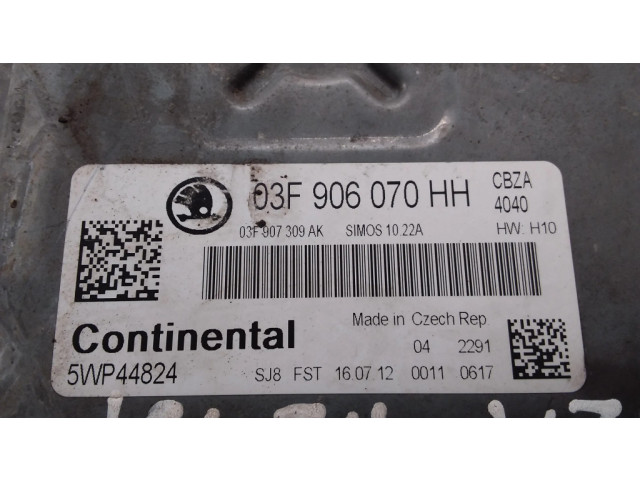 03F 906 070 HH CBZA
4040
03F 907 309 AK SIMOS 10.22A HW: H10
Continental Made in Czech Rep
04 2291
5WP44824 SJ8 FST 16.07.12 0011 0617